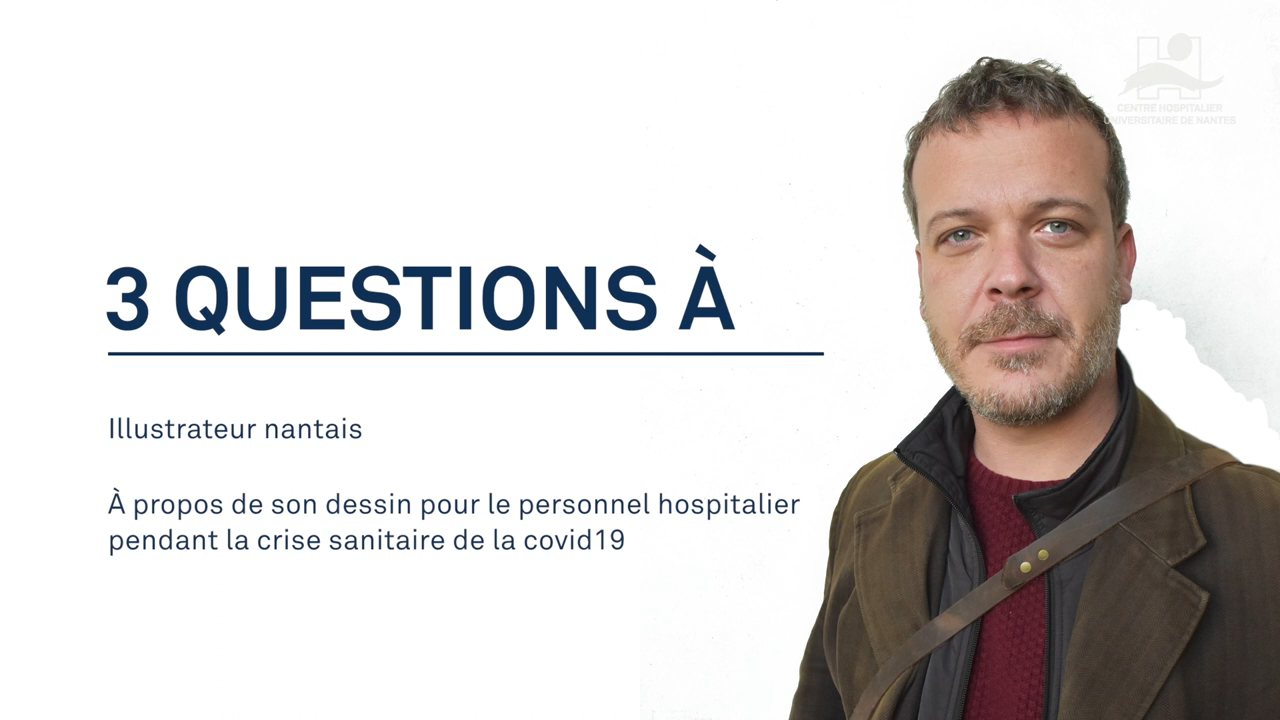 CENTRE HOSPITALIER
UNIVERSITAIRE DE NANTES
3 QUESTIONS À
Illustrateur nantais
À propos de son dessin pour le personnel hospitalier
pendant la crise sanitaire de la covid19